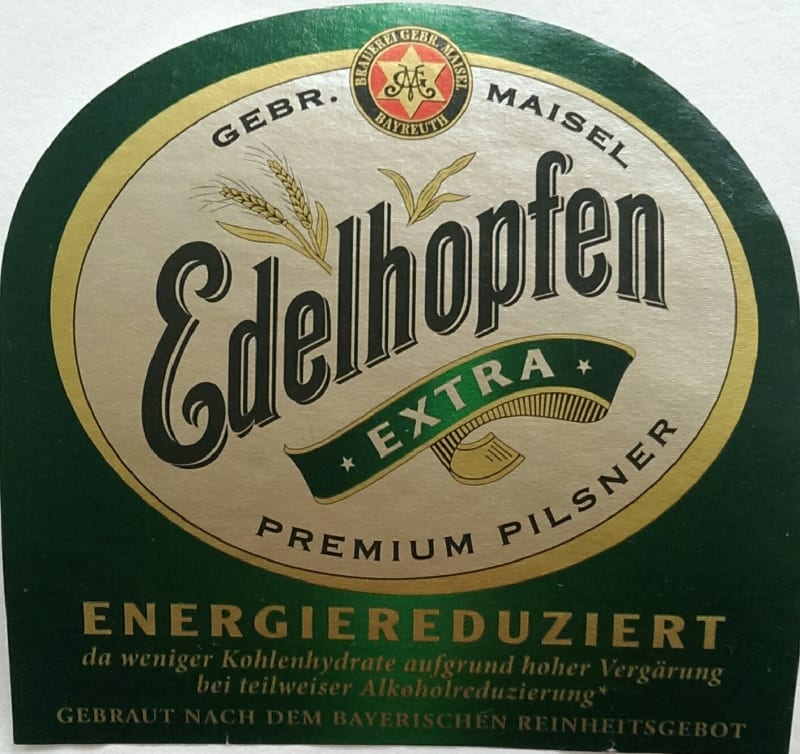 BRAUEREI GEBR. MAISEL
BAYREUTH
GEBR. MAISEL
Edelhopfen
EXTRA
PREMIUM PILSNER
ENERGIEREDUZIERT
da weniger Kohlenhydrate aufgrund hoher Vergärung
bei teilweiser Alkoholreduzierung*
GEBRAUT NACH DEM BAYERISCHEN REINHEITSGEBOT